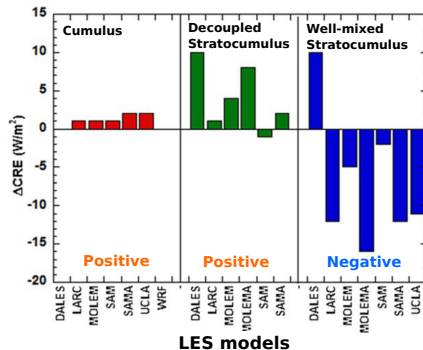 15
10
5
0
-5
-10
-15
-20
ΔCRE (W/m²)
Cumulus
Decoupled
Stratocumulus
Well-mixed
Stratocumulus
Positive
Positive
Negative
DALES
LARC
MOLEM
SAM
SAMA
UCLA
WRF
DALES
LARC
MOLEM
MOLEMA
SAM
SAMA
DALES
LARC
MOLEM
MOLEMA
SAM
SAMA
UCLA
LES models